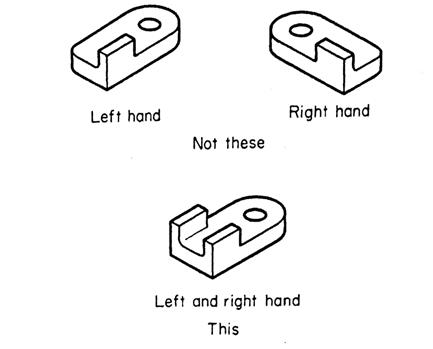 Left hand
Right hand
Not these
Left and right hand
This